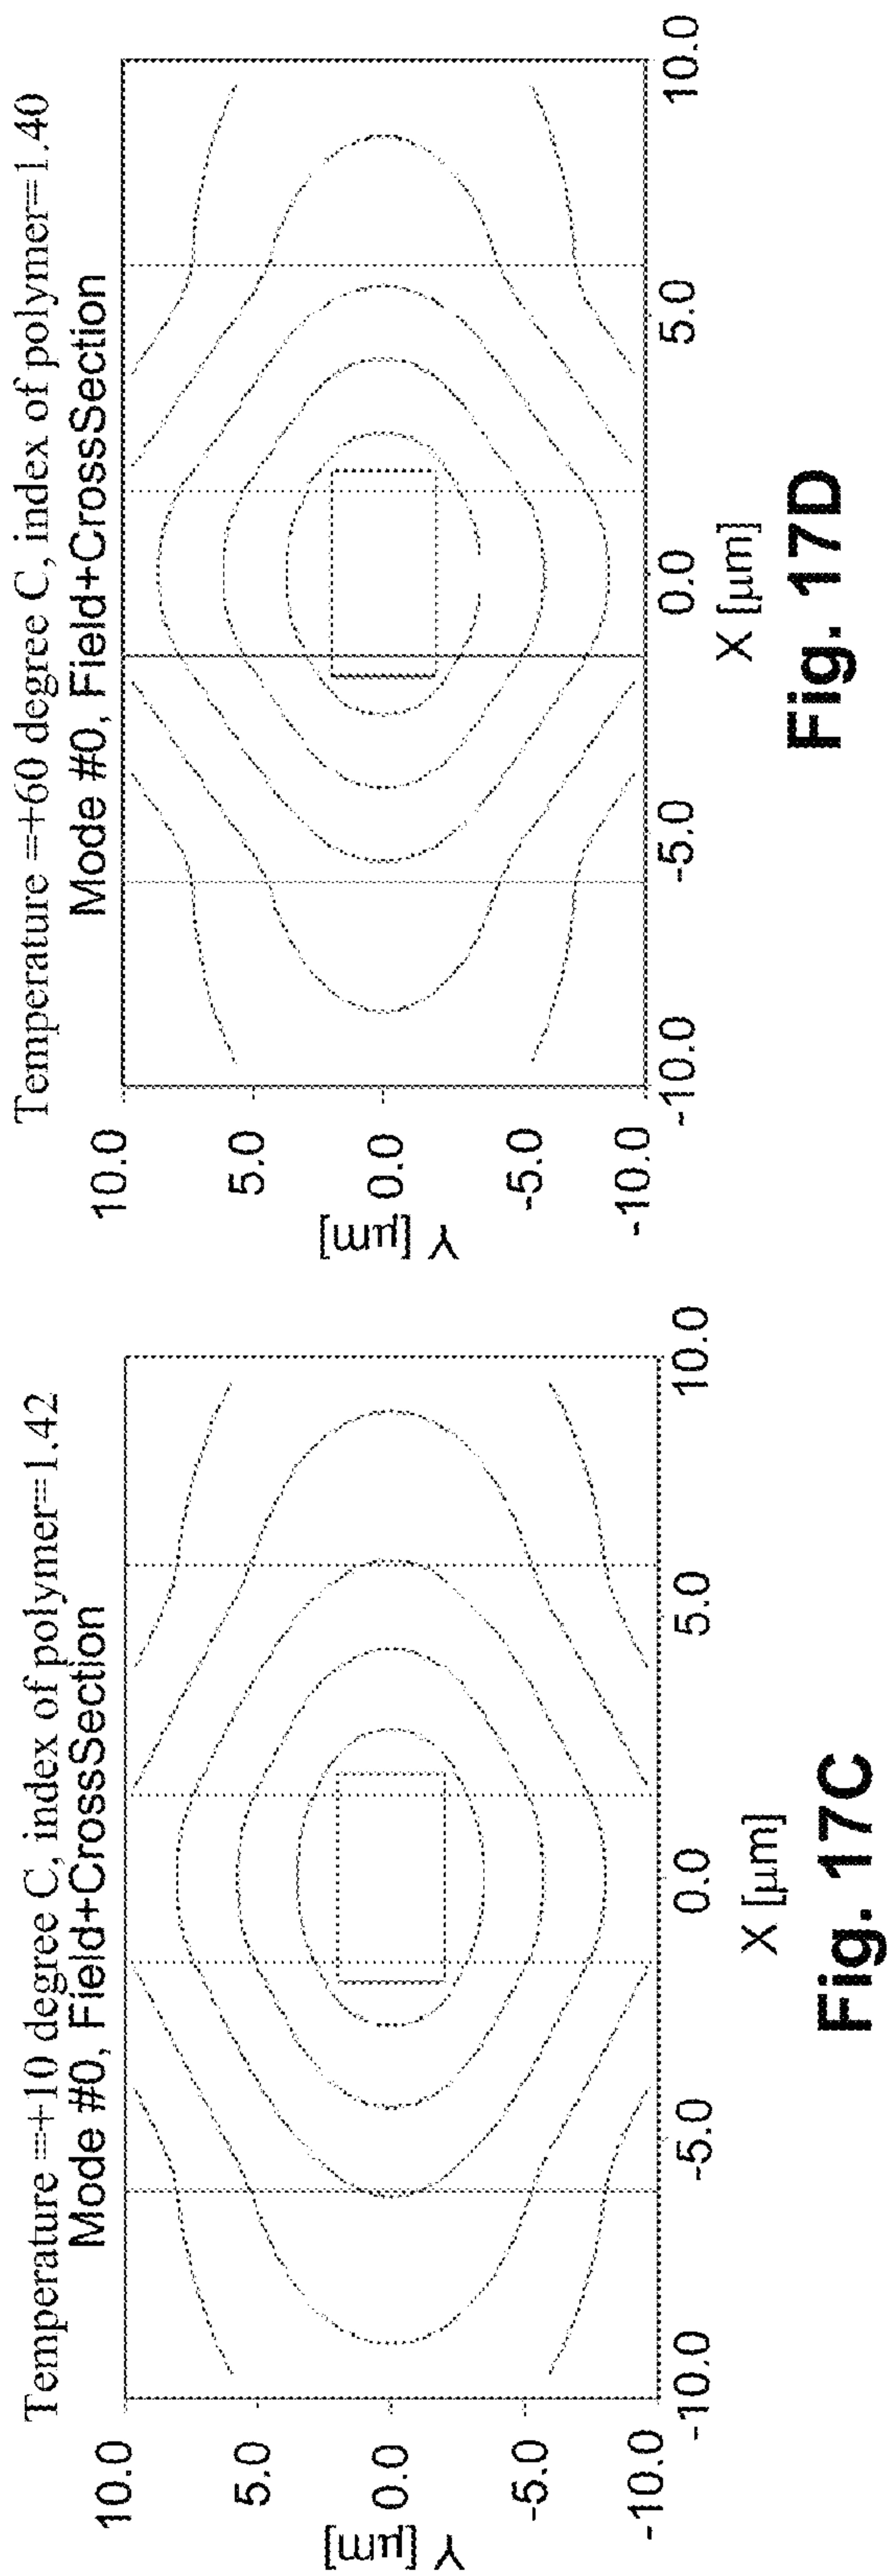 Temperature =+10 degree C, index of polymer=1.42
Mode #0, Field+CrossSection
Y [μm]
10.0
5.0
0.0
-5.0
-10.0
-10.0 -5.0 0.0 5.0 10.0
X [μm]
Fig. 17C
Temperature =+60 degree C, index of polymer=1.40
Mode #0, Field+CrossSection
Y [μm]
10.0
5.0
0.0
-5.0
-10.0
-10.0 -5.0 0.0 5.0 10.0
X [μm]
Fig. 17D